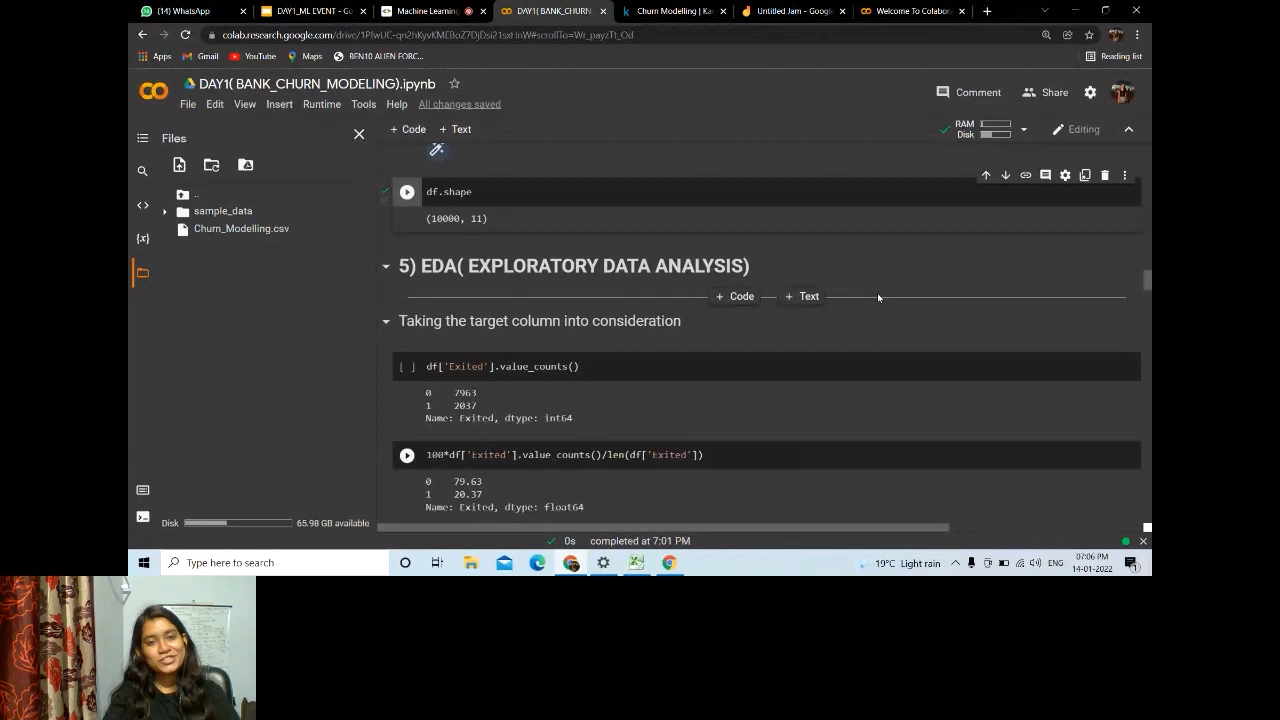 (14) WhatsApp
DAY1_ML EVENT - Go
Machine Learning
DAY1( BANK_CHURN
Churn Modelling | Ka
Untitled Jam - Google
Welcome To Colabora
colab.research.google.com/drive/
Apps
Gmail
YouTube
Maps
BEN10 ALIEN FORC...
Reading list
DAY1( BANK_CHURN_MODELING).ipynb
File Edit View Insert Runtime Tools Help All changes saved
Comment
Share
Files
+ Code + Text
RAM
Disk
Editing
..
sample_data
Churn_Modelling.csv
df.shape
(10000, 11)
5) EDA( EXPLORATORY DATA ANALYSIS)
+ Code + Text
Taking the target column into consideration
[ ] df['Exited'].value_counts()
0 7963
1 2037
Name: Exited, dtype: int64
100*df['Exited'].value_counts()/len(df['Exited'])
0 79.63
1 20.37
Name: Exited, dtype: float64
Disk 65.98 GB available
0s completed at 7:01 PM
Type here to search
19°C Light rain
ENG
07:06 PM
14-01-2022